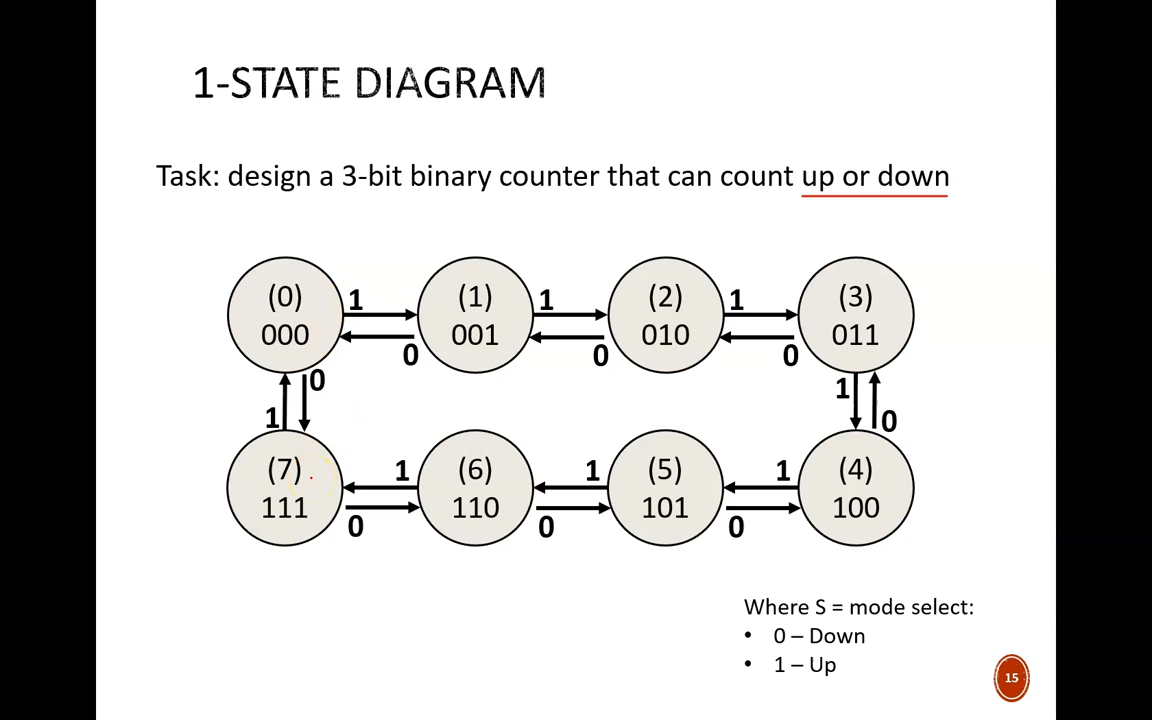 1-STATE DIAGRAM
Task: design a 3-bit binary counter that can count up or down
(0) 1 (1) 1 (2) 1 (3)
000 001 010 011
0 0 0
0 1
1 0
(7) 1 (6) 1 (5) 1 (4)
111 110 101 100
0 0 0
Where S = mode select:
• 0 – Down
• 1 – Up
15